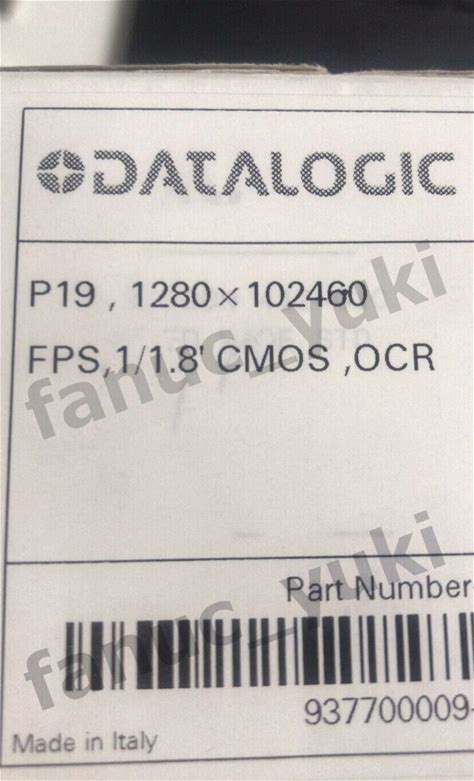 DATALOGIC
P19 , 1280×102460
FPS,1/1.8' CMOS ,OCR
fanuc_yuki
Part Number-
fanuc_yuki
937700009-
Made in Italy